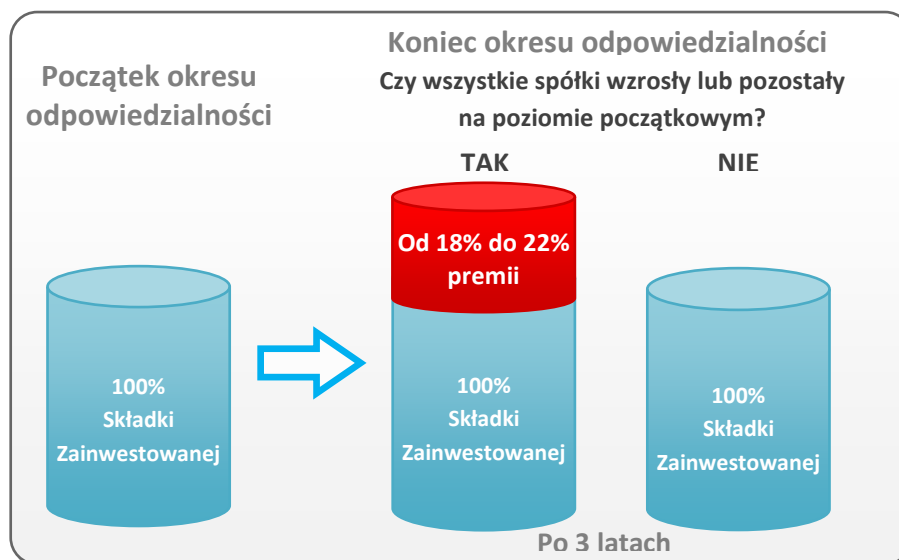 Początek okresu
odpowiedzialności
Koniec okresu odpowiedzialności
Czy wszystkie spółki wzrosły lub pozostały
na poziomie początkowym?
TAK
NIE
Od 18% do 22%
premii
100%
Składki
Zainwestowanej
100%
Składki
Zainwestowanej
100%
Składki
Zainwestowanej
Po 3 latach